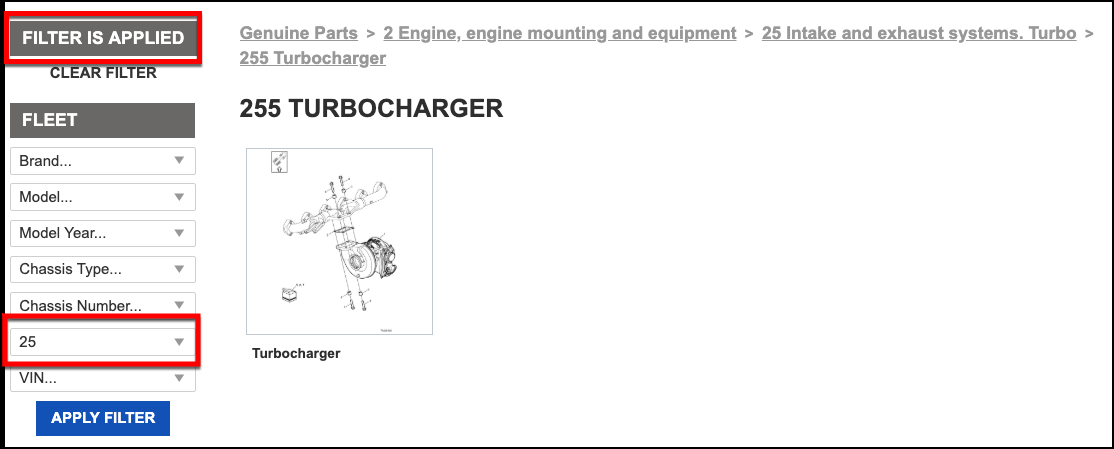 FILTER IS APPLIED
CLEAR FILTER
FLEET
Brand...
Model...
Model Year...
Chassis Type...
Chassis Number...
25
VIN...
APPLY FILTER
Genuine Parts > 2 Engine, engine mounting and equipment > 25 Intake and exhaust systems. Turbo >
255 Turbocharger
255 TURBOCHARGER
Turbocharger